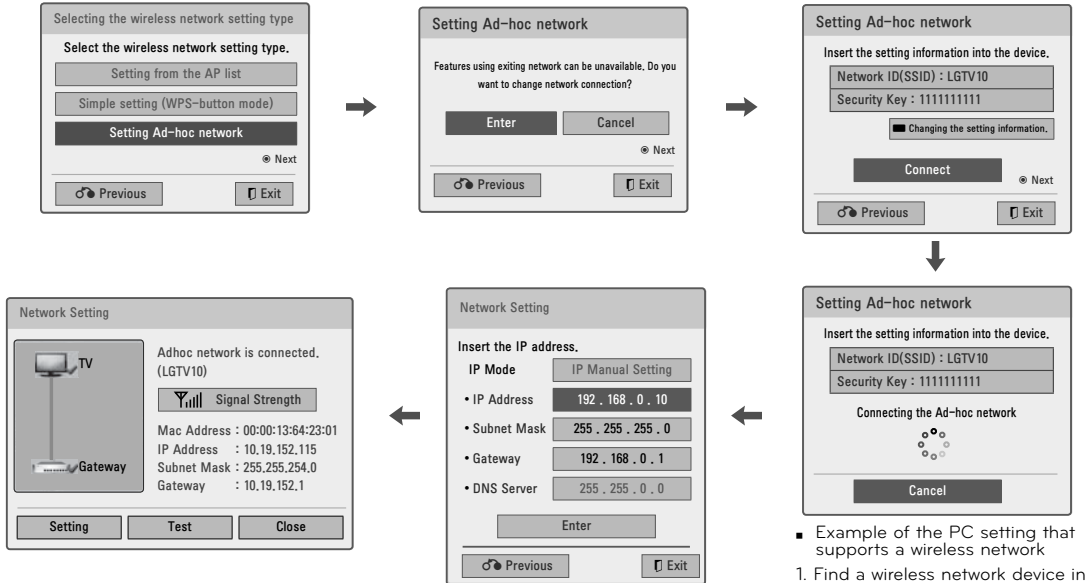 Selecting the wireless network setting type
Select the wireless network setting type.
Setting from the AP list
Simple setting (WPS-button mode)
Setting Ad-hoc network
Next
Previous
Exit
Setting Ad-hoc network
Features using exiting network can be unavailable. Do you
want to change network connection?
Enter
Cancel
Next
Previous
Exit
Setting Ad-hoc network
Insert the setting information into the device.
Network ID(SSID) : LGTV10
Security Key : 1111111111
Changing the setting information.
Connect
Next
Previous
Exit
Setting Ad-hoc network
Insert the setting information into the device.
Network ID(SSID) : LGTV10
Security Key : 1111111111
Connecting the Ad-hoc network
Cancel
Network Setting
Insert the IP address.
IP Mode IP Manual Setting
• IP Address 192 . 168 . 0 . 10
• Subnet Mask 255 . 255 . 255 . 0
• Gateway 192 . 168 . 0 . 1
• DNS Server 255 . 255 . 0 . 0
Enter
Previous
Exit
Network Setting
TV
Gateway
Adhoc network is connected.
(LGTV10)
Signal Strength
Mac Address : 00:00:13:64:23:01
IP Address : 10.19.152.115
Subnet Mask : 255.255.254.0
Gateway : 10.19.152.1
Setting
Test
Close
■ Example of the PC setting that
supports a wireless network
1. Find a wireless network device in